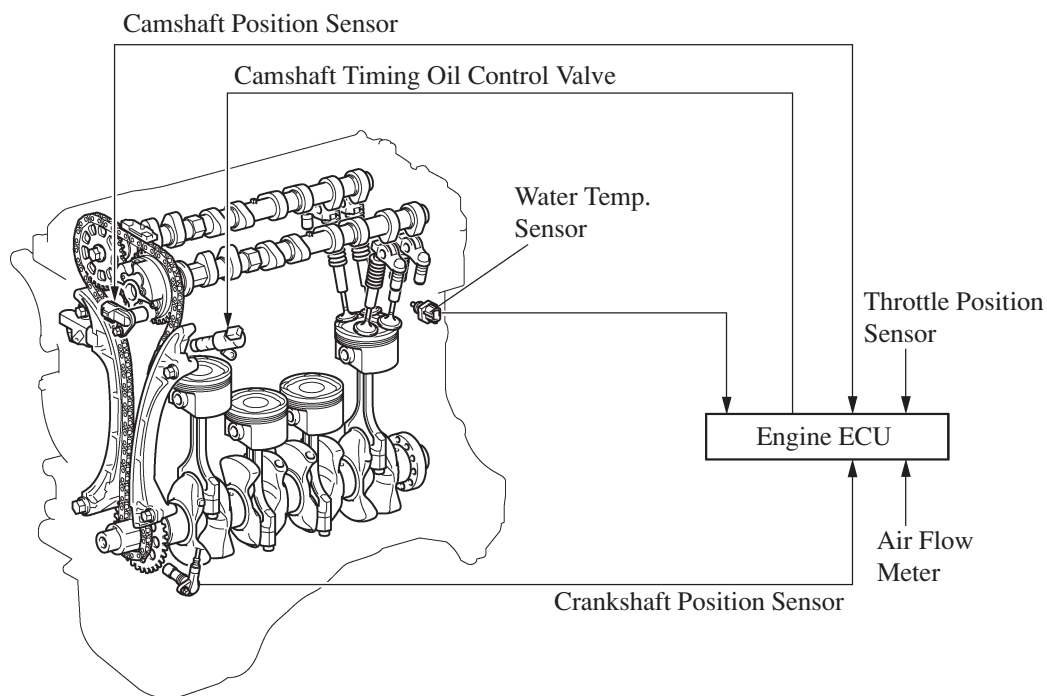 Camshaft Position Sensor
Camshaft Timing Oil Control Valve
Water Temp.
Sensor
Throttle Position
Sensor
Engine ECU
Air Flow
Meter
Crankshaft Position Sensor